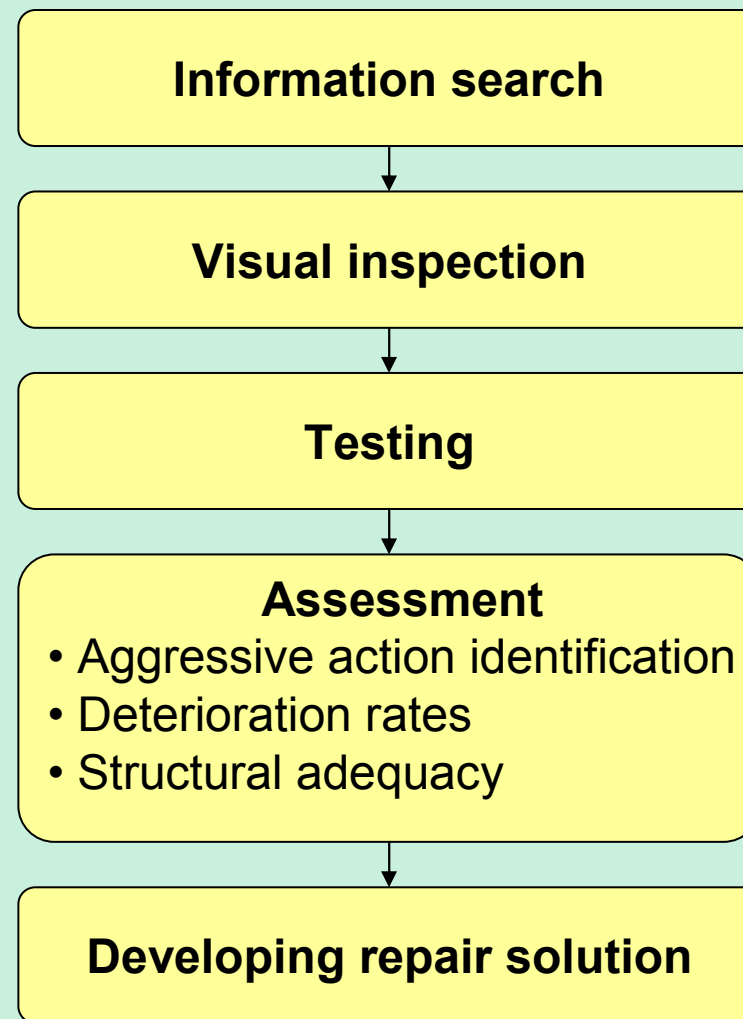 Information search
Visual inspection
Testing
Assessment
• Aggressive action identification
• Deterioration rates
• Structural adequacy
Developing repair solution